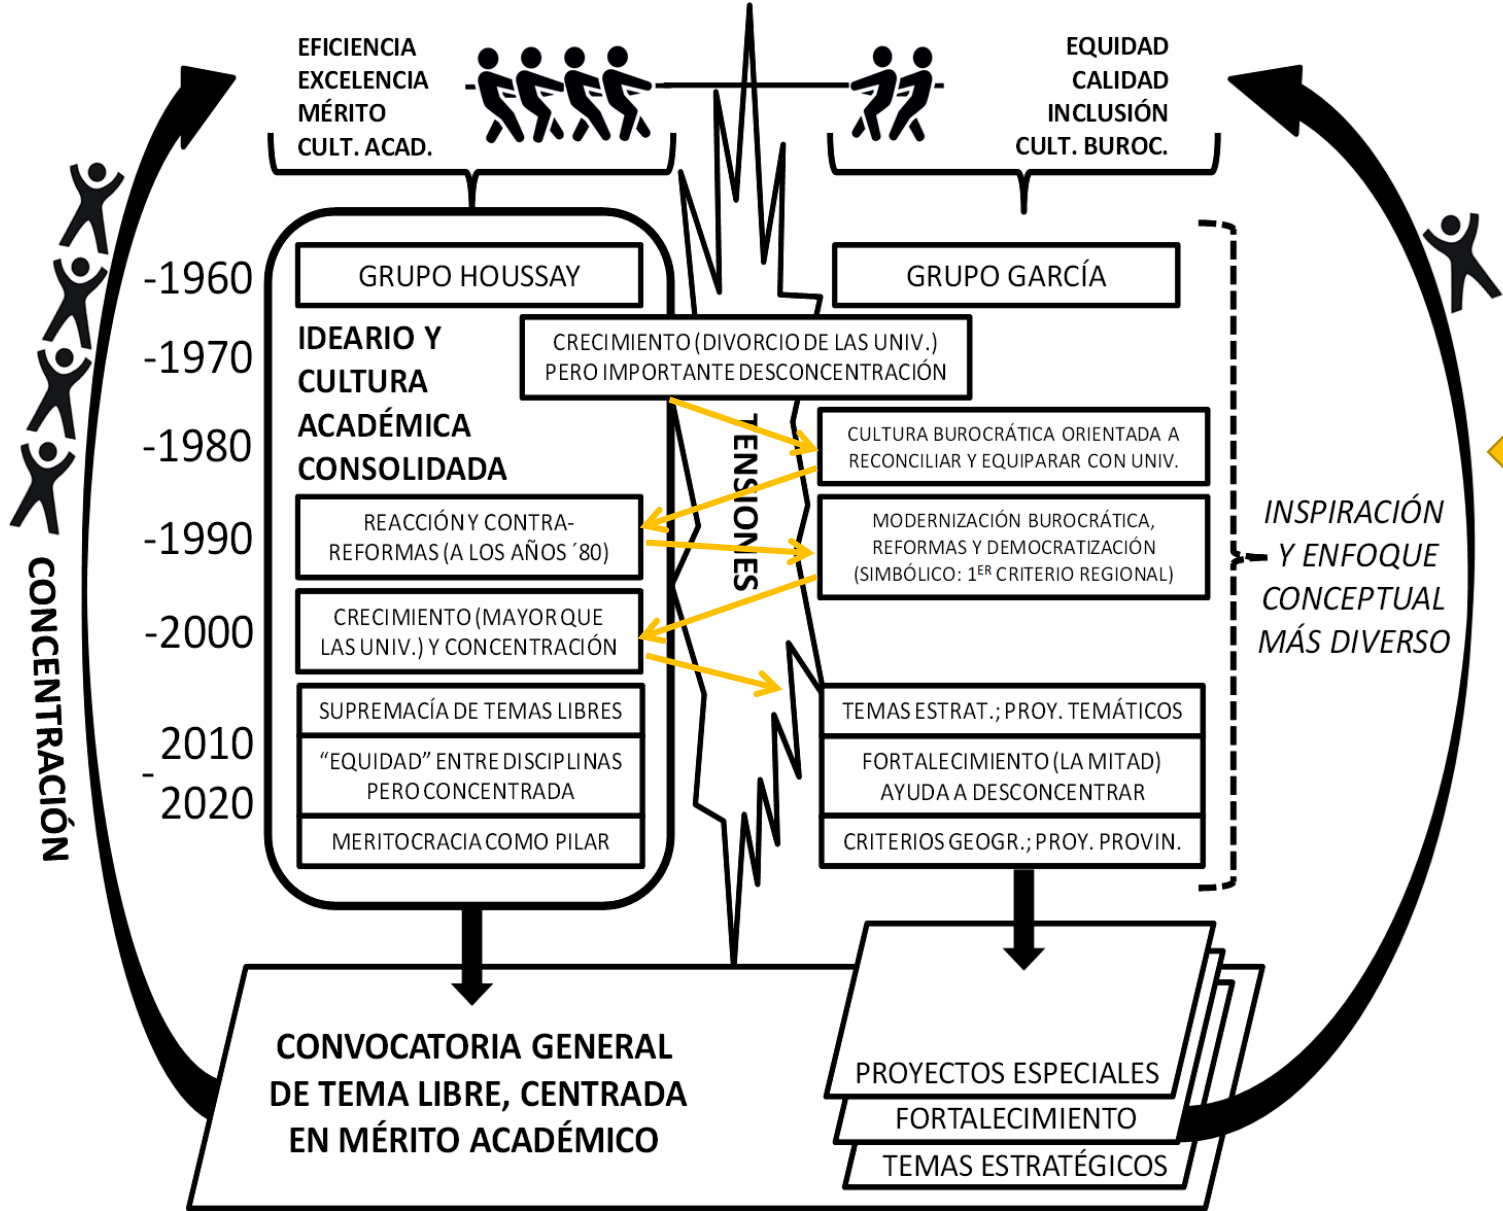 EFICIENCIA
EXCELENCIA
MÉRITO
CULT. ACAD.
EQUIDAD
CALIDAD
INCLUSIÓN
CULT. BUROC.
-1960
-1970
-1980
-1990
-2000
2010
-
2020
CONCENTRACIÓN
GRUPO HOUSSAY
IDEARIO Y
CULTURA
ACADÉMICA
CONSOLIDADA
GRUPO GARCÍA
CRECIMIENTO (DIVORCIO DE LAS UNIV.)
PERO IMPORTANTE DESCONCENTRACIÓN
TENSIONES
CULTURA BUROCRÁTICA ORIENTADA A
RECONCILIAR Y EQUIPARAR CON UNIV.
REACCIÓN Y CONTRA-
REFORMAS (A LOS AÑOS ´80)
MODERNIZACIÓN BUROCRÁTICA,
REFORMAS Y DEMOCRATIZACIÓN
(SIMBÓLICO: 1ER CRITERIO REGIONAL)
CRECIMIENTO (MAYOR QUE
LAS UNIV.) Y CONCENTRACIÓN
SUPREMACÍA DE TEMAS LIBRES
“EQUIDAD” ENTRE DISCIPLINAS
PERO CONCENTRADA
MERITOCRACIA COMO PILAR
TEMAS ESTRAT.; PROY. TEMÁTICOS
FORTALECIMIENTO (LA MITAD)
AYUDA A DESCONCENTRAR
CRITERIOS GEOGR.; PROY. PROVIN.
INSPIRACIÓN
Y ENFOQUE
CONCEPTUAL
MÁS DIVERSO
CONVOCATORIA GENERAL
DE TEMA LIBRE, CENTRADA
EN MÉRITO ACADÉMICO
PROYECTOS ESPECIALES
FORTALECIMIENTO
TEMAS ESTRATÉGICOS